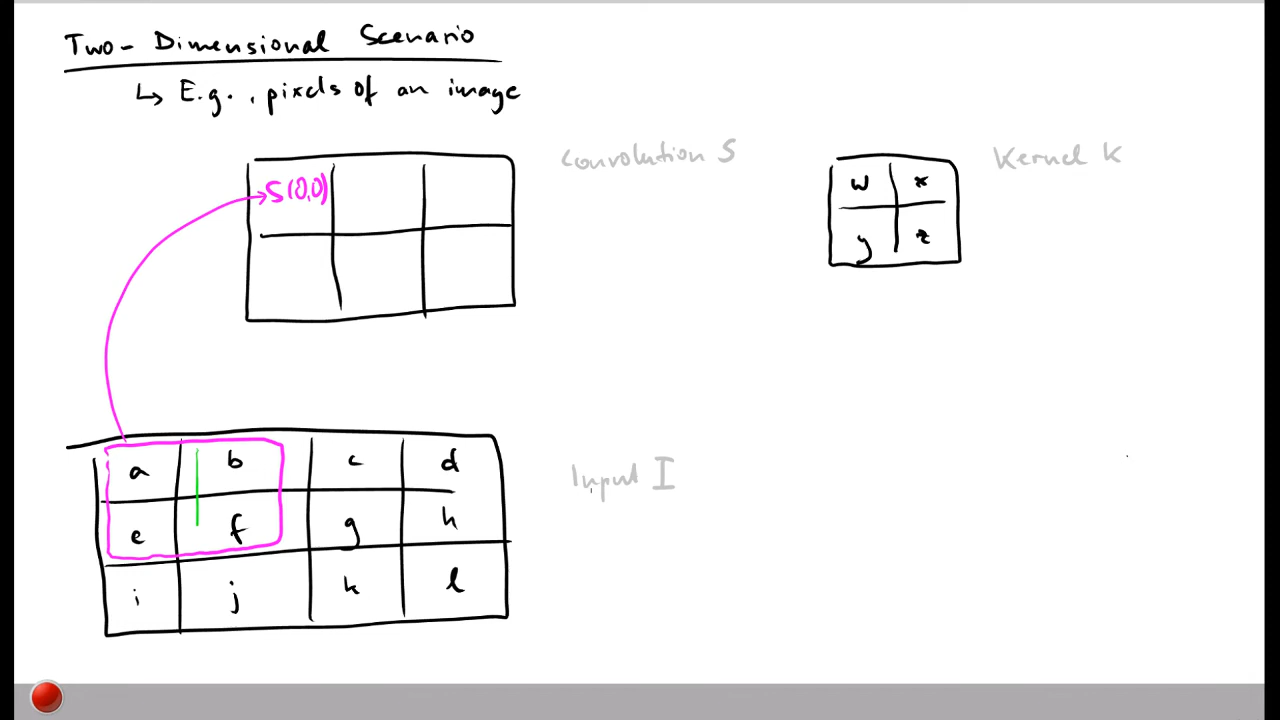 Two-Dimensional Scenario
↳ E.g., pixels of an image
Convolution S
Kernel K
S(0,0)
w x
y z
Input I
a b c d
e f g h
i j k l